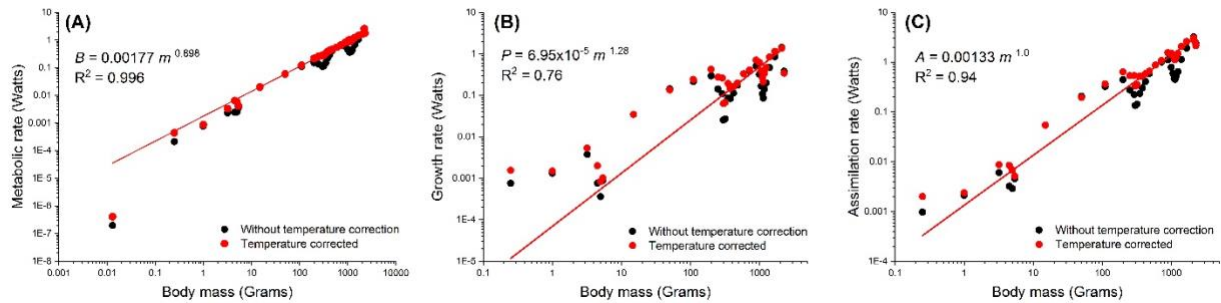 (A)
B = 0.00177 m^0.698
R² = 0.996
Metabolic rate (Watts)
10
1
0.1
0.01
0.001
1E-4
1E-5
1E-6
1E-7
1E-8
0.001 0.01 0.1 1 10 100 1000 10000
Body mass (Grams)
Without temperature correction
Temperature corrected
(B)
P = 6.95x10⁻⁵ m^1.28
R² = 0.76
Growth rate (Watts)
10
1
0.1
0.01
0.001
1E-4
1E-5
0.1 1 10 100 1000
Body mass (Grams)
Without temperature correction
Temperature corrected
(C)
A = 0.00133 m^1.0
R² = 0.94
Assimilation rate (Watts)
10
1
0.1
0.01
0.001
1E-4
0.1 1 10 100 1000
Body mass (Grams)
Without temperature correction
Temperature corrected